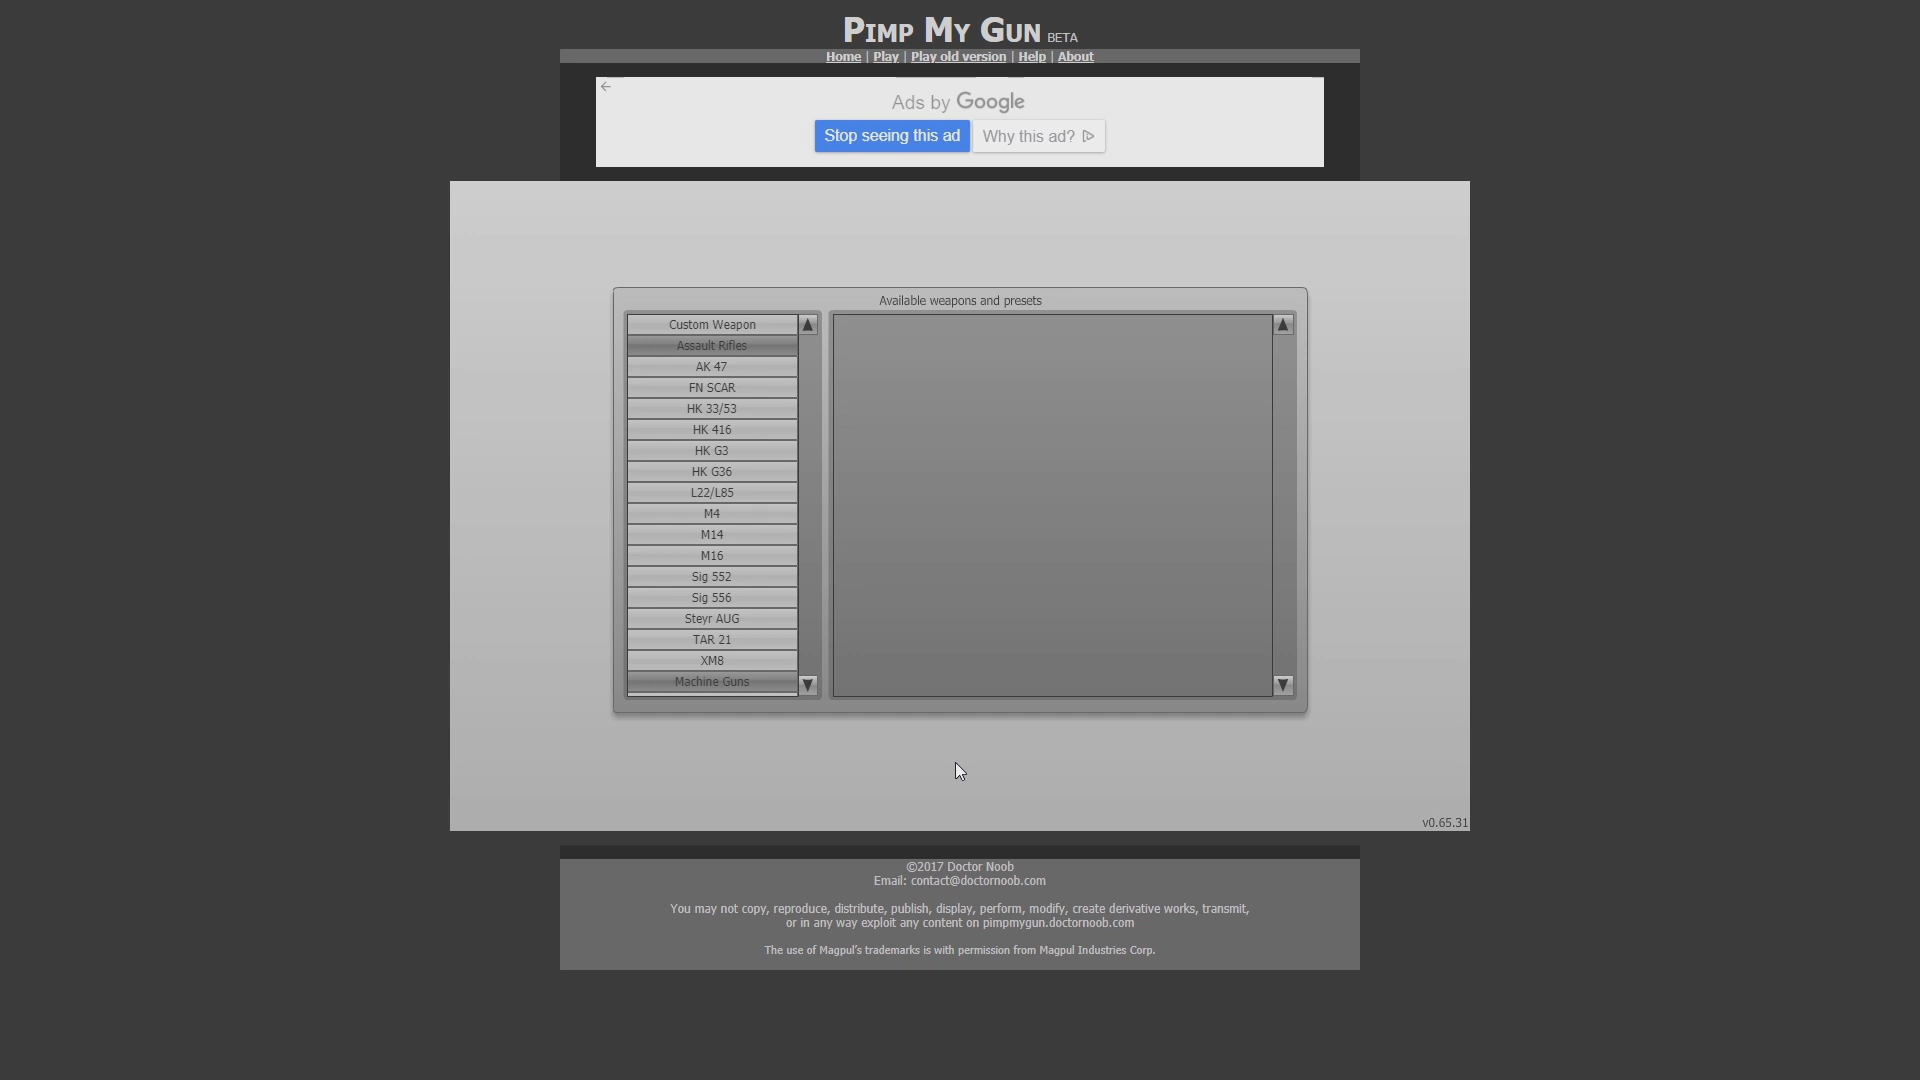 PIMP MY GUN BETA
Home | Play | Play old version | Help | About
Ads by Google
Stop seeing this ad
Why this ad?
Available weapons and presets
Custom Weapon
Assault Rifles
AK 47
FN SCAR
HK 33/53
HK 416
HK G3
HK G36
L22/L85
M4
M14
M16
Sig 552
Sig 556
Steyr AUG
TAR 21
XM8
Machine Guns
v0.65.31
©2017 Doctor Noob
Email: contact@doctornoob.com
You may not copy, reproduce, distribute, publish, display, perform, modify, create derivative works, transmit,
or in any way exploit any content on pimpmygun.doctornoob.com
The use of Magpul's trademarks is with permission from Magpul Industries Corp.